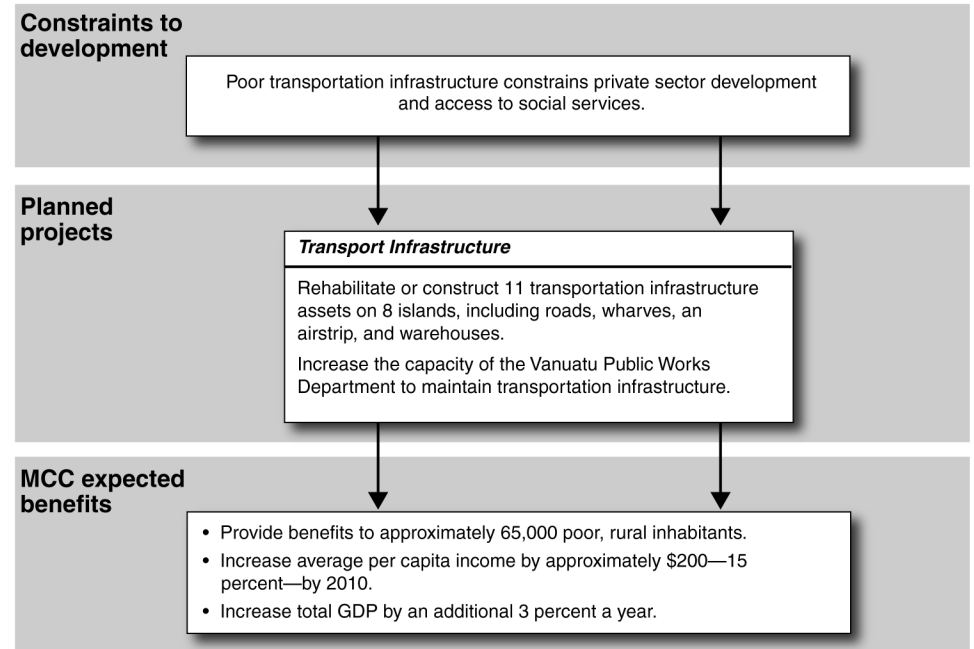 Constraints to
development
Poor transportation infrastructure constrains private sector development
and access to social services.
Planned
projects
Transport Infrastructure
Rehabilitate or construct 11 transportation infrastructure
assets on 8 islands, including roads, wharves, an
airstrip, and warehouses.
Increase the capacity of the Vanuatu Public Works
Department to maintain transportation infrastructure.
MCC expected
benefits
• Provide benefits to approximately 65,000 poor, rural inhabitants.
• Increase average per capita income by approximately $200—15
percent—by 2010.
• Increase total GDP by an additional 3 percent a year.